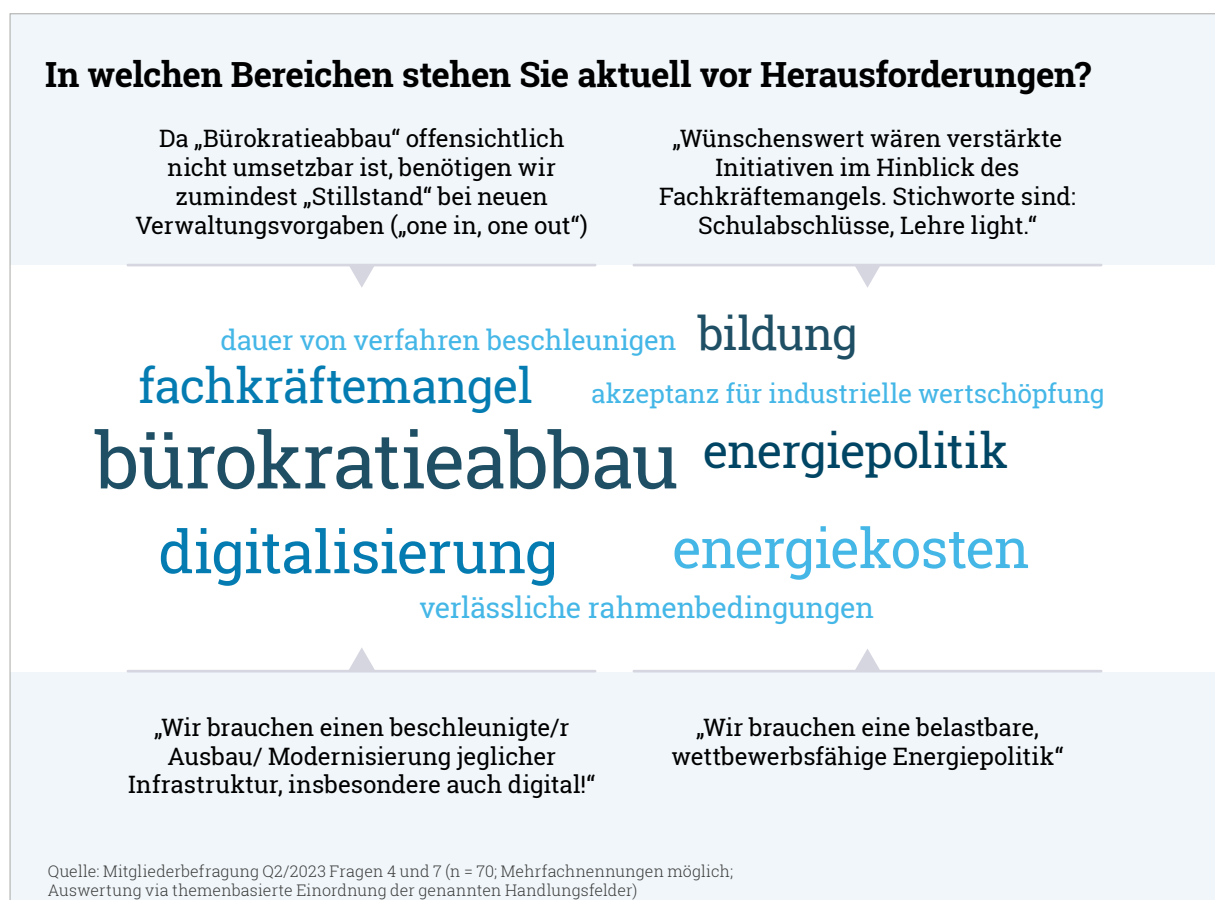 In welchen Bereichen stehen Sie aktuell vor Herausforderungen?
Da „Bürokratieabbau“ offensichtlich
nicht umsetzbar ist, benötigen wir
zumindest „Stillstand“ bei neuen
Verwaltungsvorgaben („one in, one out“)
„Wünschenswert wären verstärkte
Initiativen im Hinblick des
Fachkräftemangels. Stichworte sind:
Schulabschlüsse, Lehre light.“
dauer von verfahren beschleunigen
bildung
fachkräftemangel
akzeptanz für industrielle wertschöpfung
bürokratieabbau
energiepolitik
digitalisierung
energiekosten
verlässliche rahmenbedingungen
„Wir brauchen einen beschleunigte/r
Ausbau/ Modernisierung jeglicher
Infrastruktur, insbesondere auch digital!“
„Wir brauchen eine belastbare,
wettbewerbsfähige Energiepolitik“
Quelle: Mitgliederbefragung Q2/2023 Fragen 4 und 7 (n = 70; Mehrfachnennungen möglich;
Auswertung via themenbasierte Einordnung der genannten Handlungsfelder)